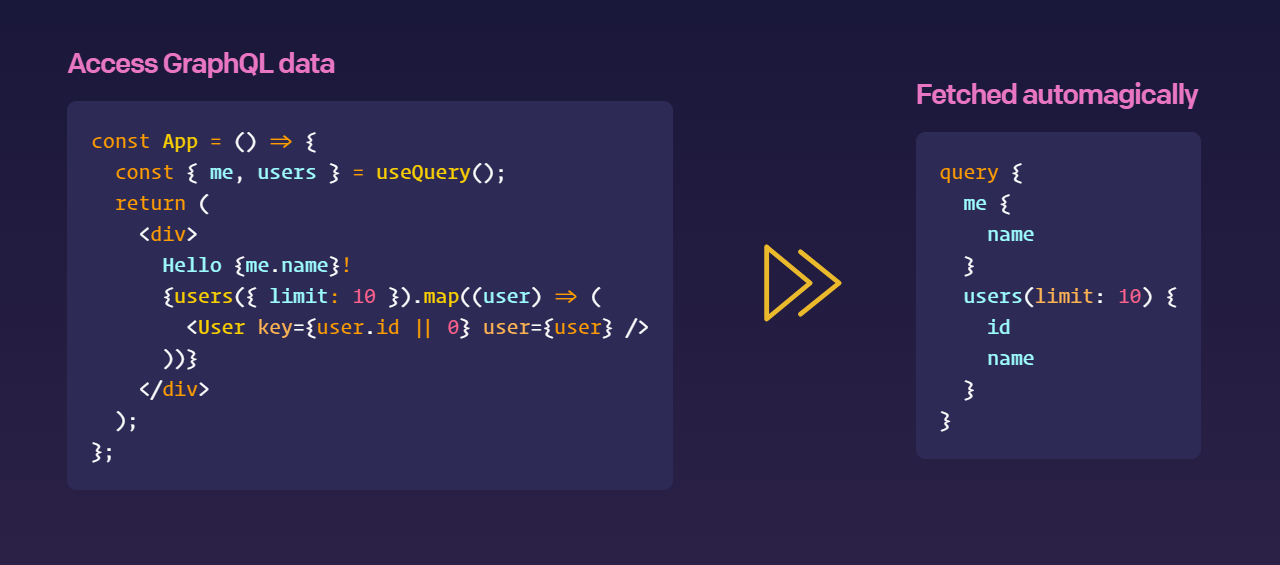 Access GraphQL data
const App = () => {
  const { me, users } = useQuery();
  return (
    <div>
      Hello {me.name}!
      {users({ limit: 10 }).map((user) => (
        <User key={user.id || 0} user={user} />
      ))}
    </div>
  );
};
Fetched automagically
query {
  me {
    name
  }
  users(limit: 10) {
    id
    name
  }
}